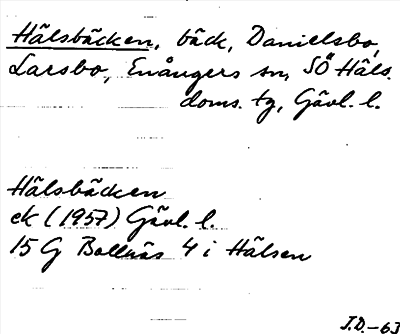 Hälsbäcken, bäck, Danielsbo,
Larsbo, Enångers sn, SÖ Häls.
doms. tg, Gävl. l.
Hälsbäcken
ek (1957) Gävl. l.
15 G Bollnäs 4 i Hälsen
J.D.-63